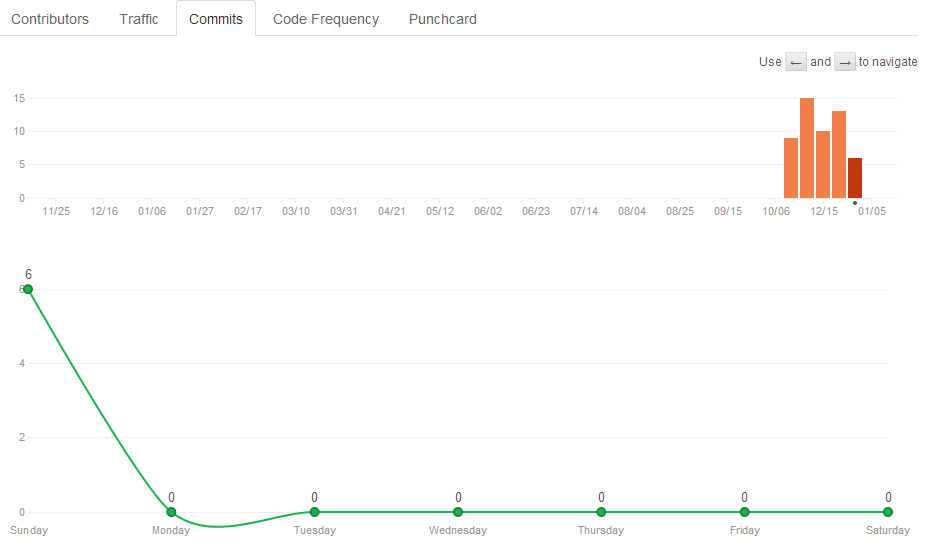 Contributors Traffic Commits Code Frequency Punchcard
Use ← and → to navigate
15
10
5
0
11/25 12/16 01/06 01/27 02/17 03/10 03/31 04/21 05/12 06/02 06/23 07/14 08/04 08/25 09/15 10/06 12/15 01/05
6
6
4
2
0 0 0 0 0 0
0
Sunday Monday Tuesday Wednesday Thursday Friday Saturday